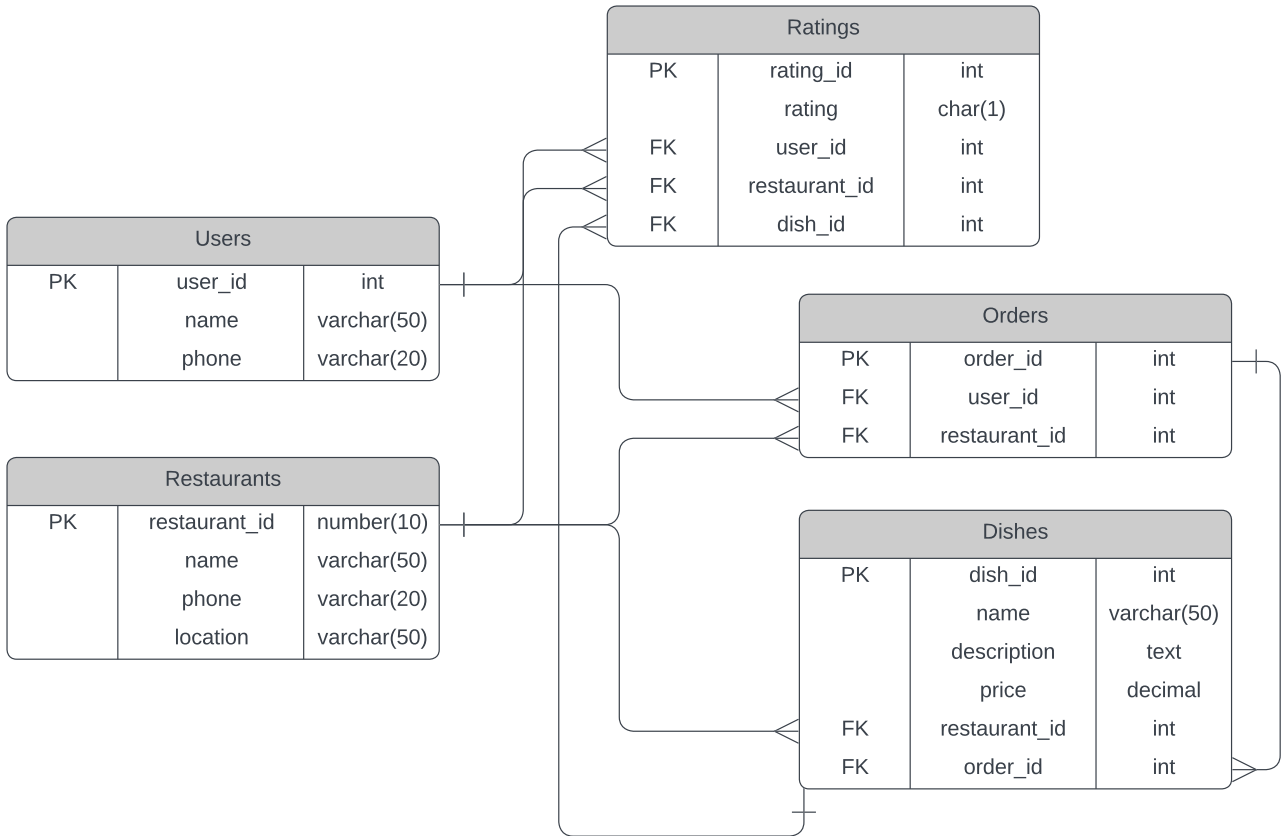 Ratings
PK rating_id int
rating char(1)
FK user_id int
FK restaurant_id int
FK dish_id int
Users
PK user_id int
name varchar(50)
phone varchar(20)
Orders
PK order_id int
FK user_id int
FK restaurant_id int
Restaurants
PK restaurant_id number(10)
name varchar(50)
phone varchar(20)
location varchar(50)
Dishes
PK dish_id int
name varchar(50)
description text
price decimal
FK restaurant_id int
FK order_id int